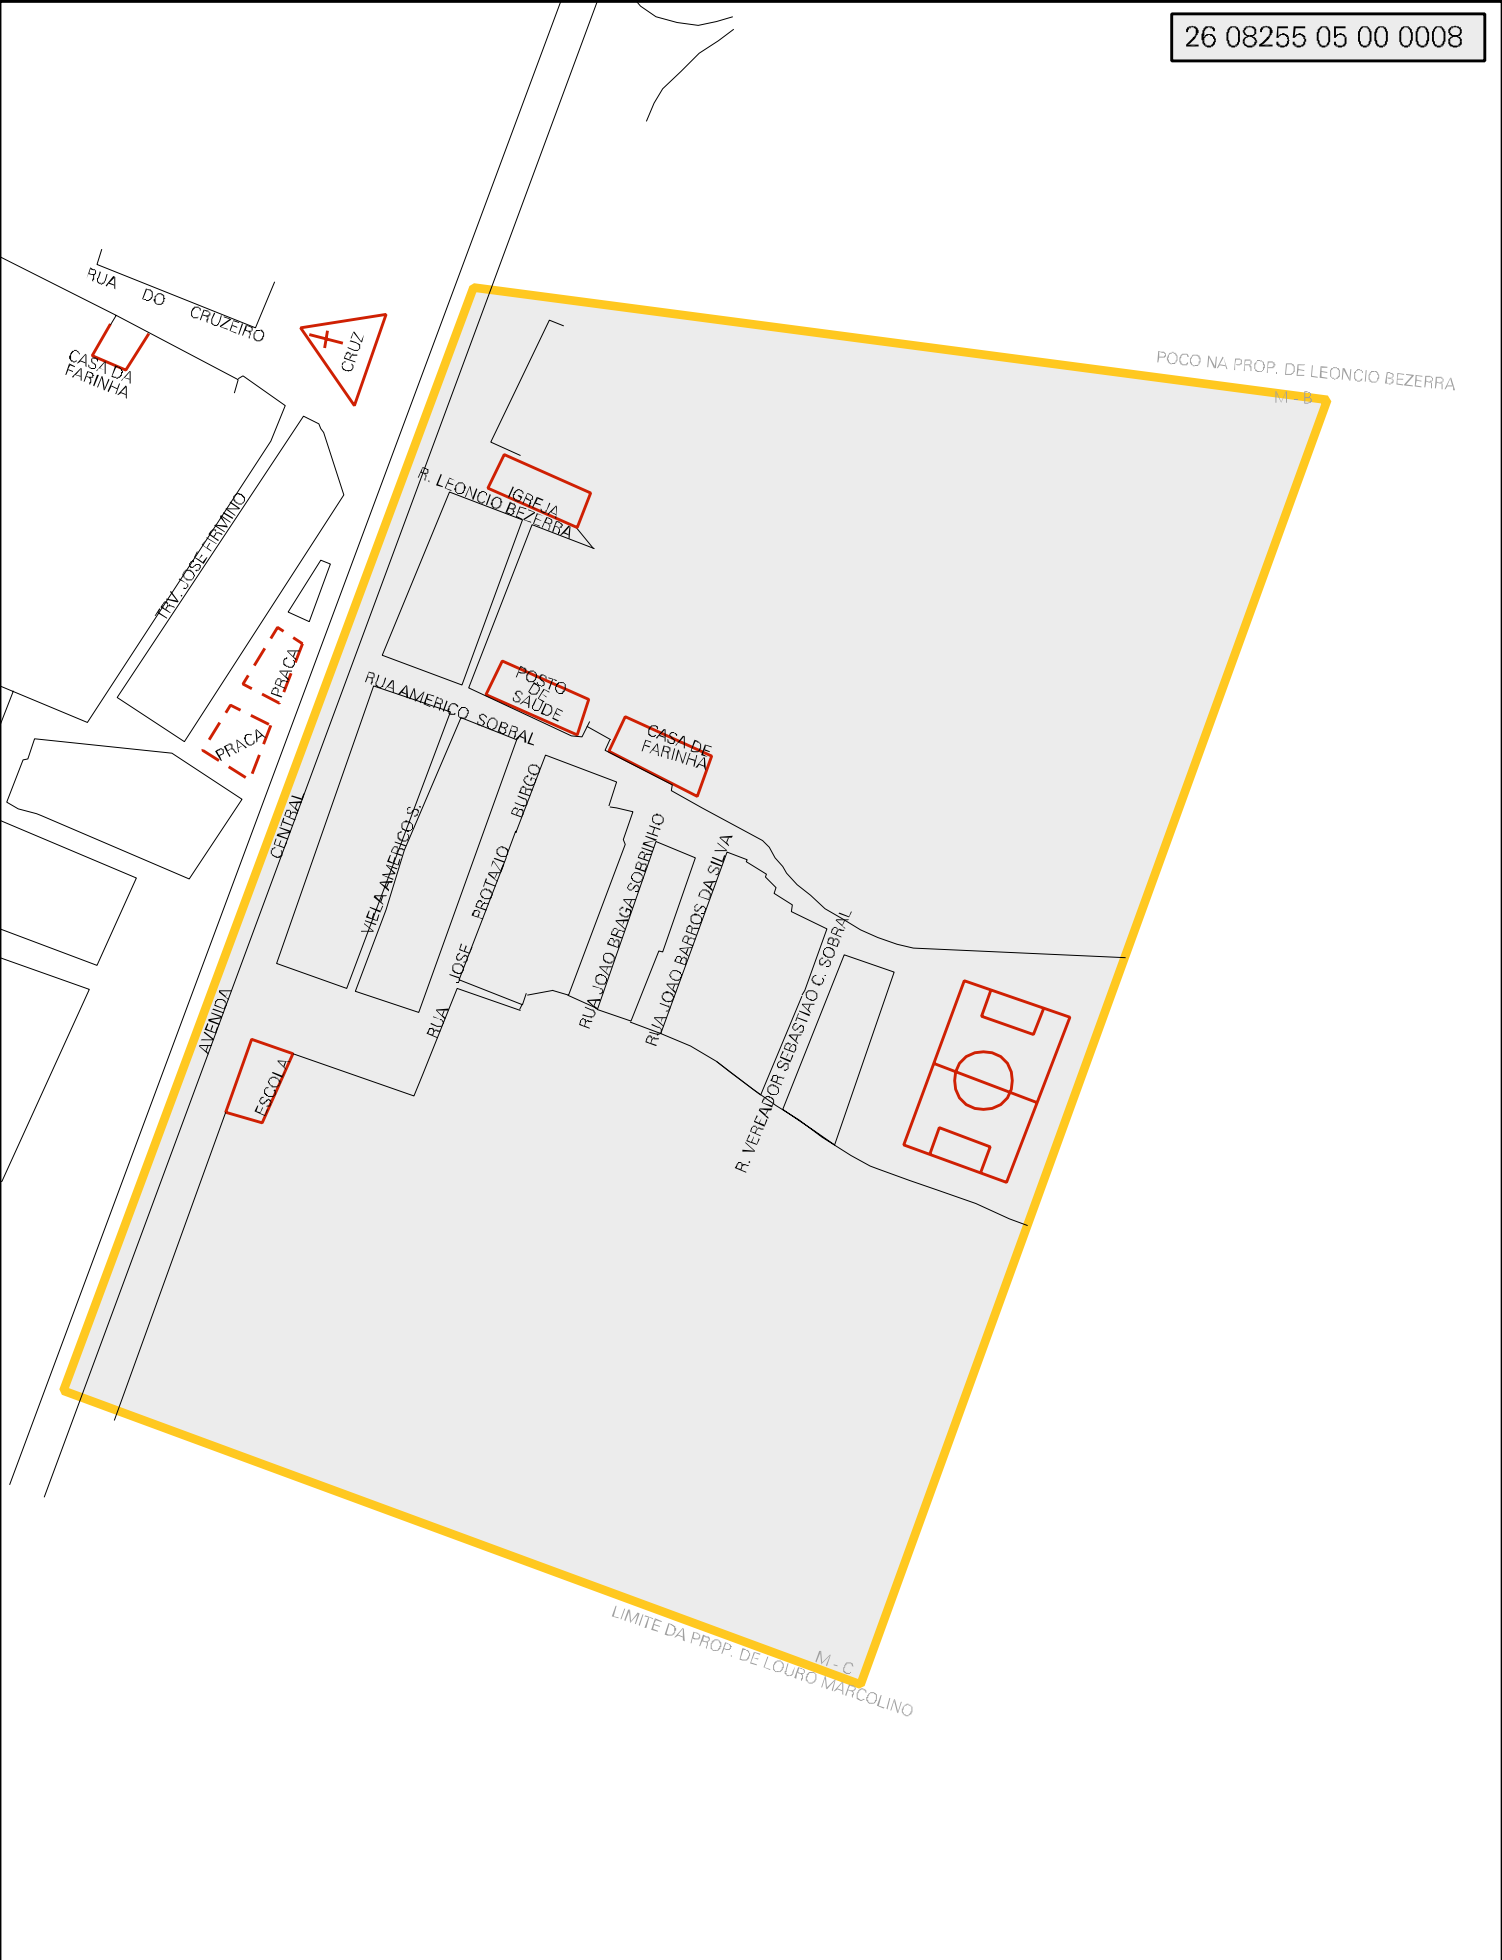 26 08255 05 00 0008
RUA DO CRUZEIRO
CASA DA
FARINHA
CRUZ
POCO NA PROP. DE LEONCIO BEZERRA
M - B
IGREJA
R. LEONCIO BEZERRA
TRV. JOSE FIRMINO
PRACA
PRACA
POSTO
DE
SAUDE
RUA AMERICO SOBRAL
CASA DE
FARINHA
AVENIDA CENTRAL
VIELA AMERICO S.
RUA JOSE PROTAZIO . BURGO
RUA JOAO BRAGA SOBRINHO
RUA JOAO BARROS DA SILVA
R. VEREADOR SEBASTIAO C. SOBRAL
ESCOLA
LIMITE DA PROP. DE LOURO MARCOLINO
M - C